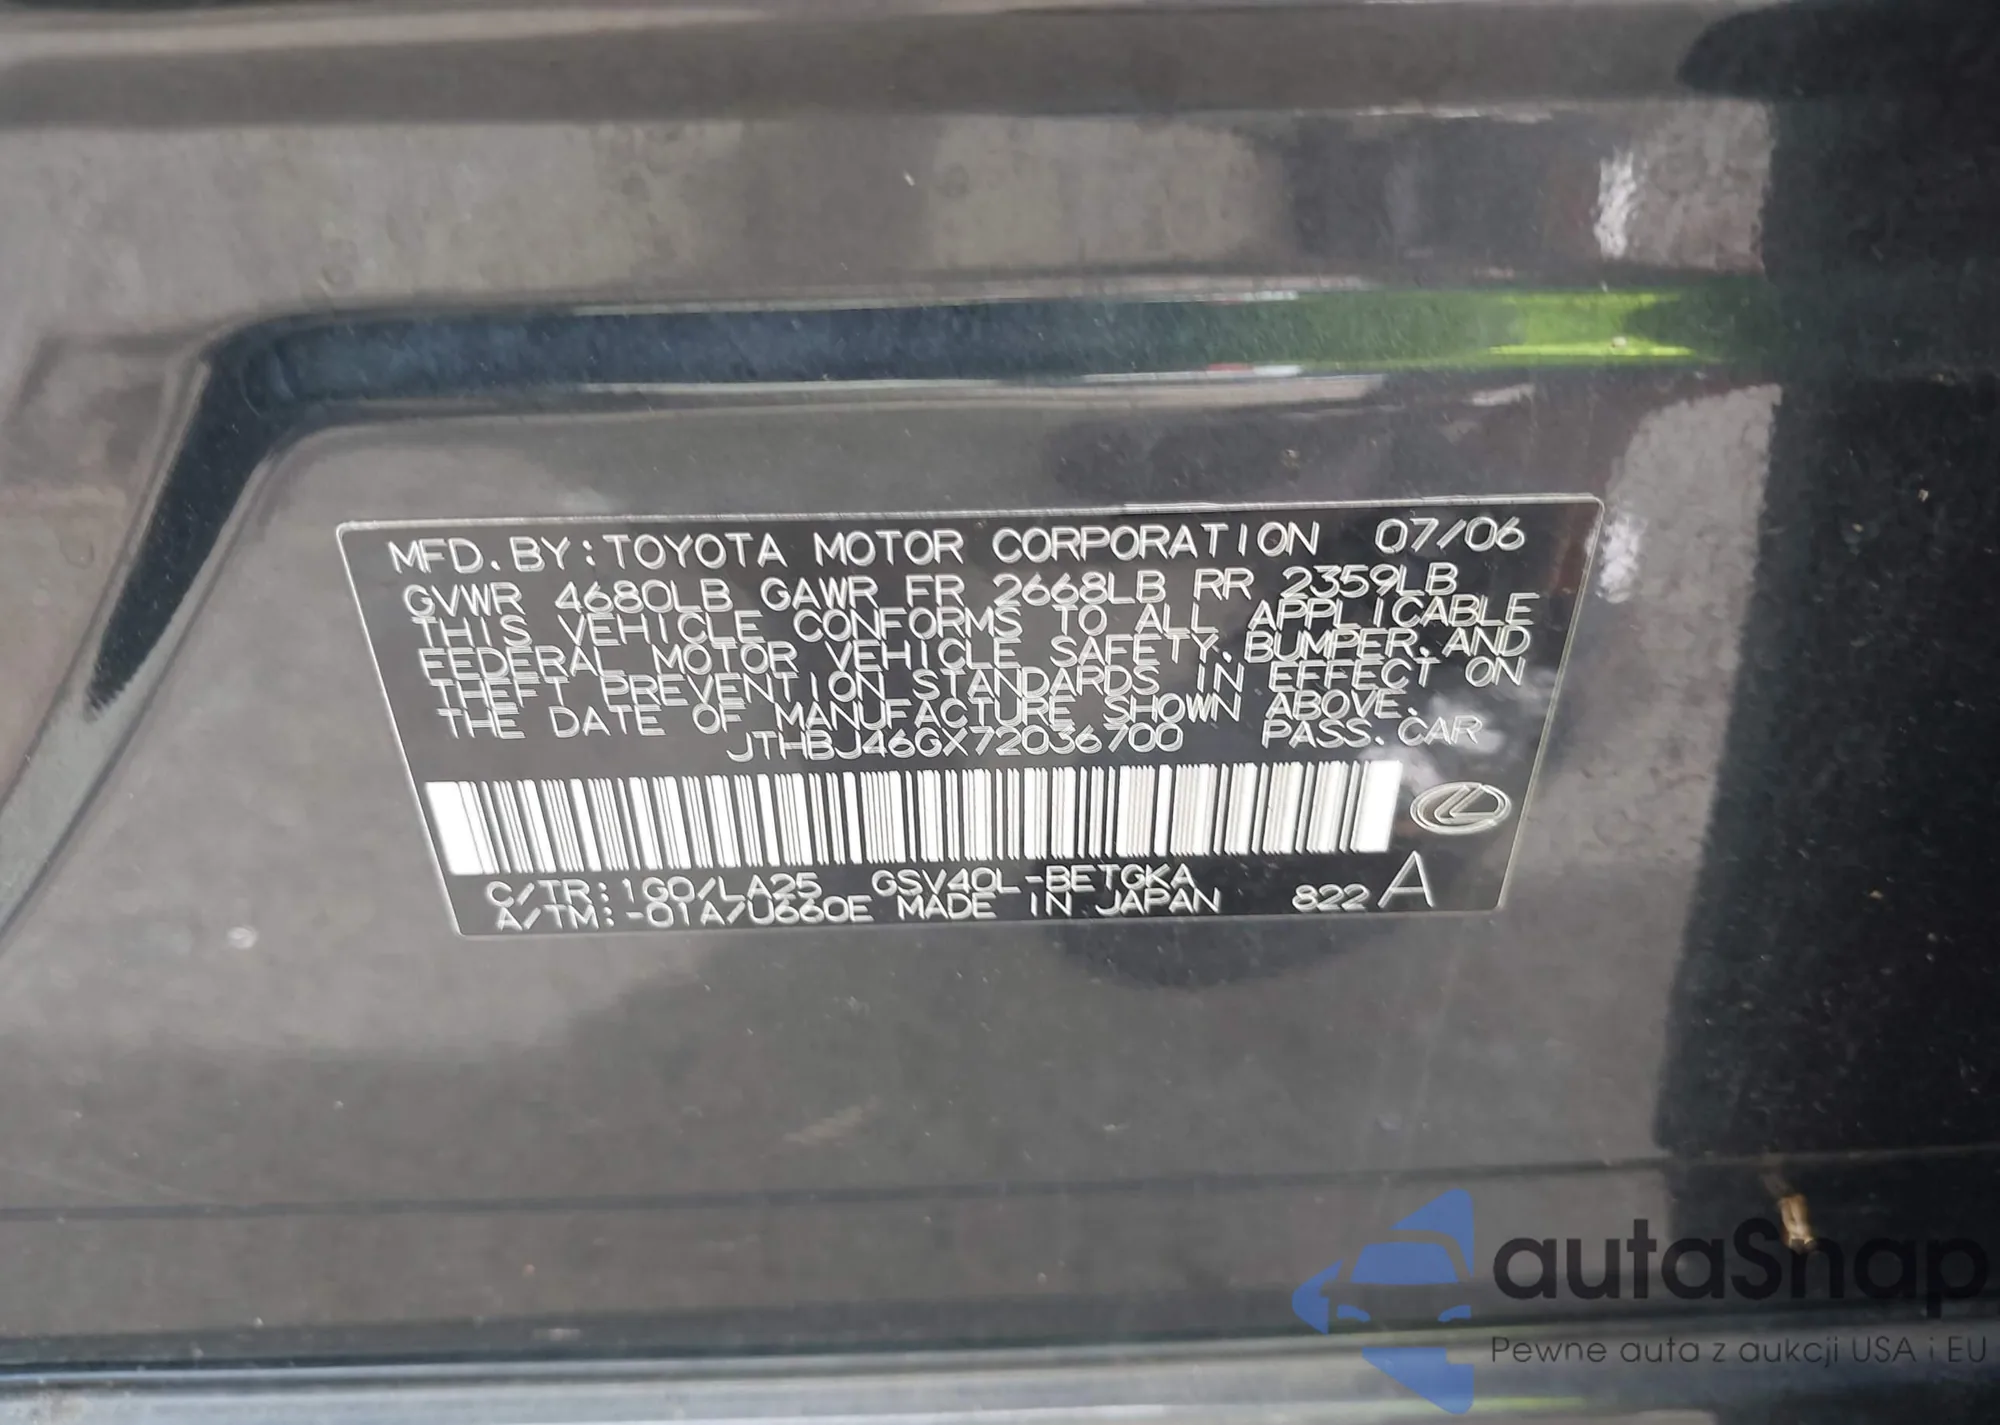 MFD. BY:TOYOTA MOTOR CORPORATION 07/06
GVWR 4680LB GAWR FR 2668LB RR 2359LB
THIS VEHICLE CONFORMS TO ALL APPLICABLE
FEDERAL MOTOR VEHICLE SAFETY, BUMPER, AND
THEFT PREVENTION STANDARDS IN EFFECT ON
THE DATE OF MANUFACTURE SHOWN ABOVE.
JTHBJ46GX72036700 PASS. CAR
C/TR:1G0/LA25 GSV40L-BETGKA
A/TM:-01A/U660E MADE IN JAPAN 822 A
autaSnap
Pewne auta z aukcji USA i EU